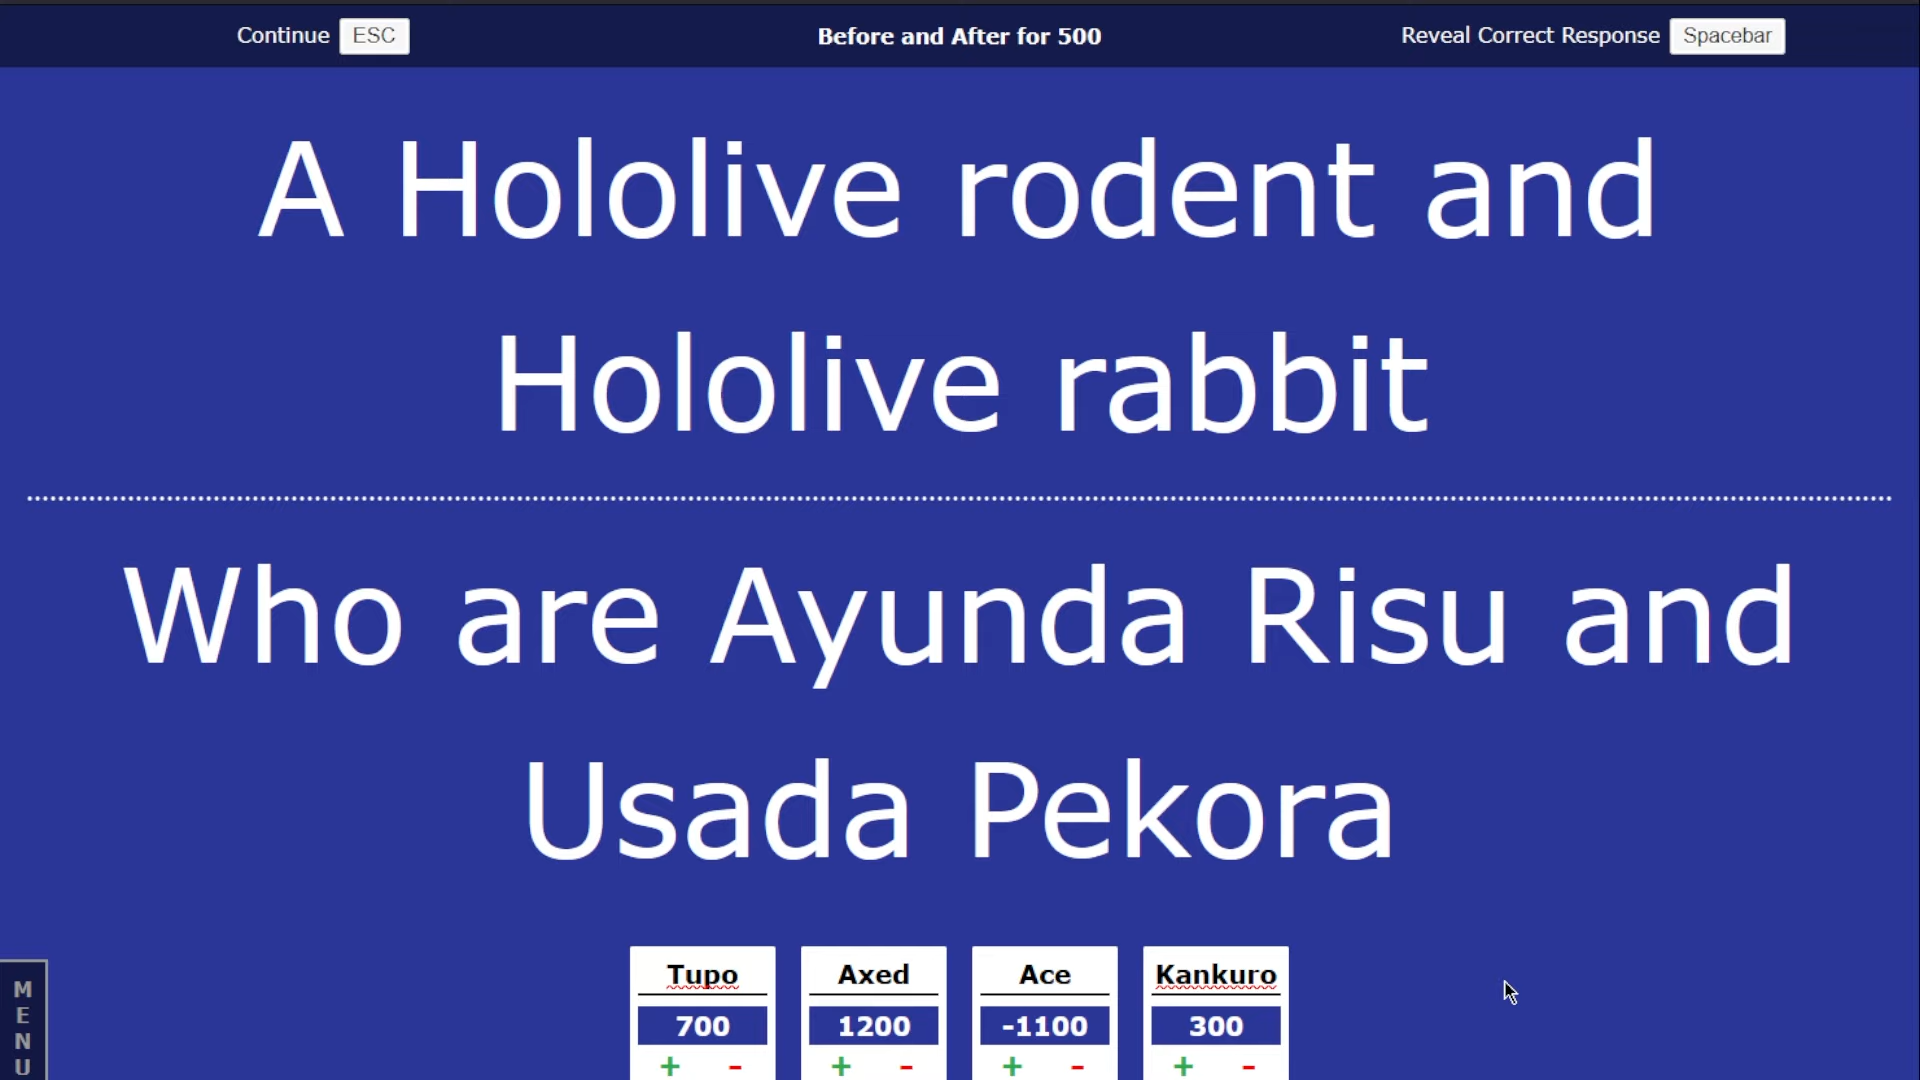 Continue ESC Before and After for 500 Reveal Correct Response Spacebar
A Hololive rodent and
Hololive rabbit
Who are Ayunda Risu and
Usada Pekora
Tupo Axed Ace Kankuro
700 1200 -1100 300
+ - + - + - + -
MENU